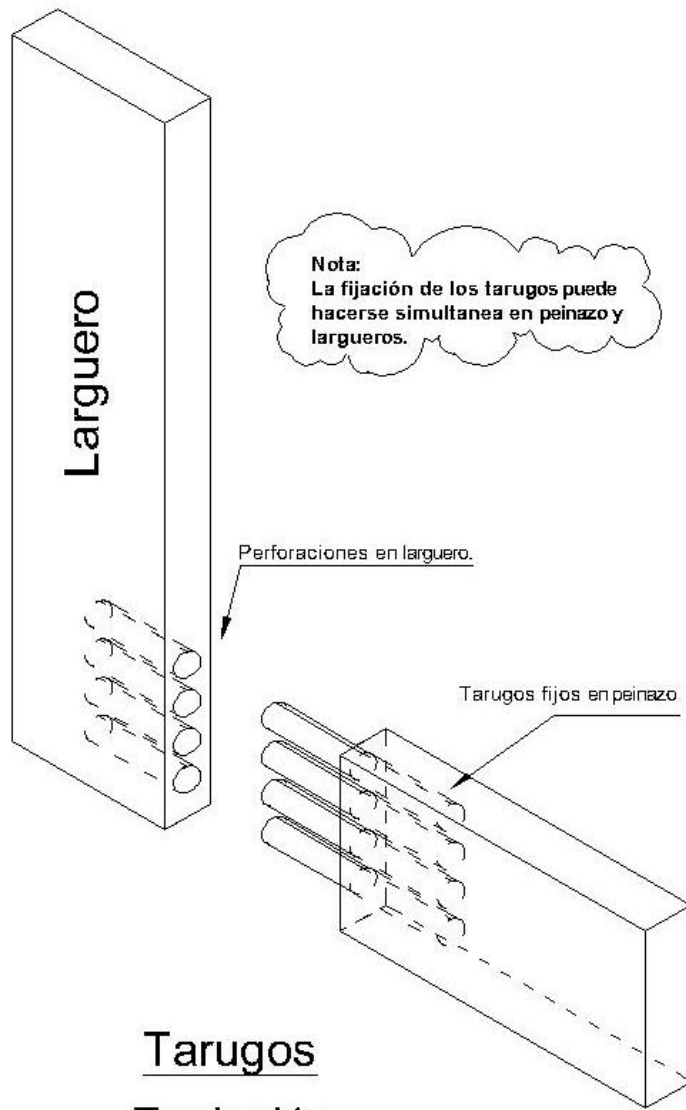 Larguero
Nota:
La fijación de los tarugos puede
hacerse simultanea en peinazo y
largueros.
Perforaciones en larguero.
Tarugos fijos en peinazo
Tarugos